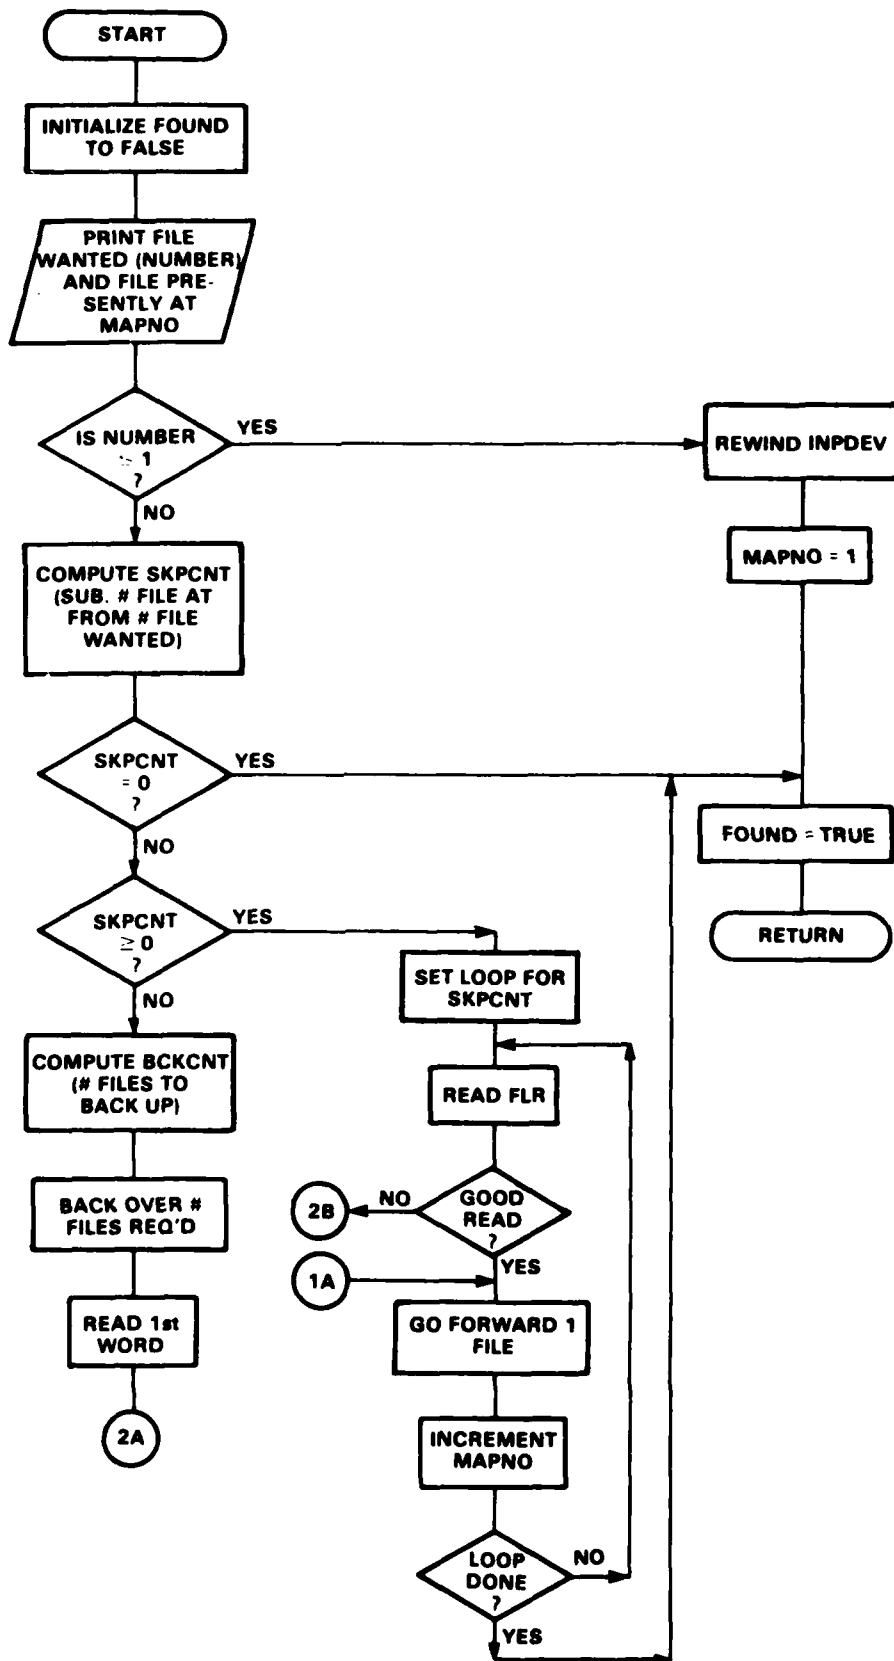 START
INITIALIZE FOUND
TO FALSE
PRINT FILE
WANTED (NUMBER)
AND FILE PRE-
SENTLY AT
MAPNO
IS NUMBER
1
?
YES
NO
REWIND INPDEV
MAPNO = 1
COMPUTE SKPCNT
(SUB. # FILE AT
FROM # FILE
WANTED)
SKPCNT
= 0
?
YES
NO
FOUND = TRUE
RETURN
SKPCNT
≥ 0
?
YES
NO
SET LOOP FOR
SKPCNT
COMPUTE BCKCNT
(# FILES TO
BACK UP)
READ FLR
BACK OVER #
FILES REQ'D
2B
NO
GOOD
READ
?
YES
1A
READ 1st
WORD
GO FORWARD 1
FILE
2A
INCREMENT
MAPNO
LOOP
DONE
?
NO
YES